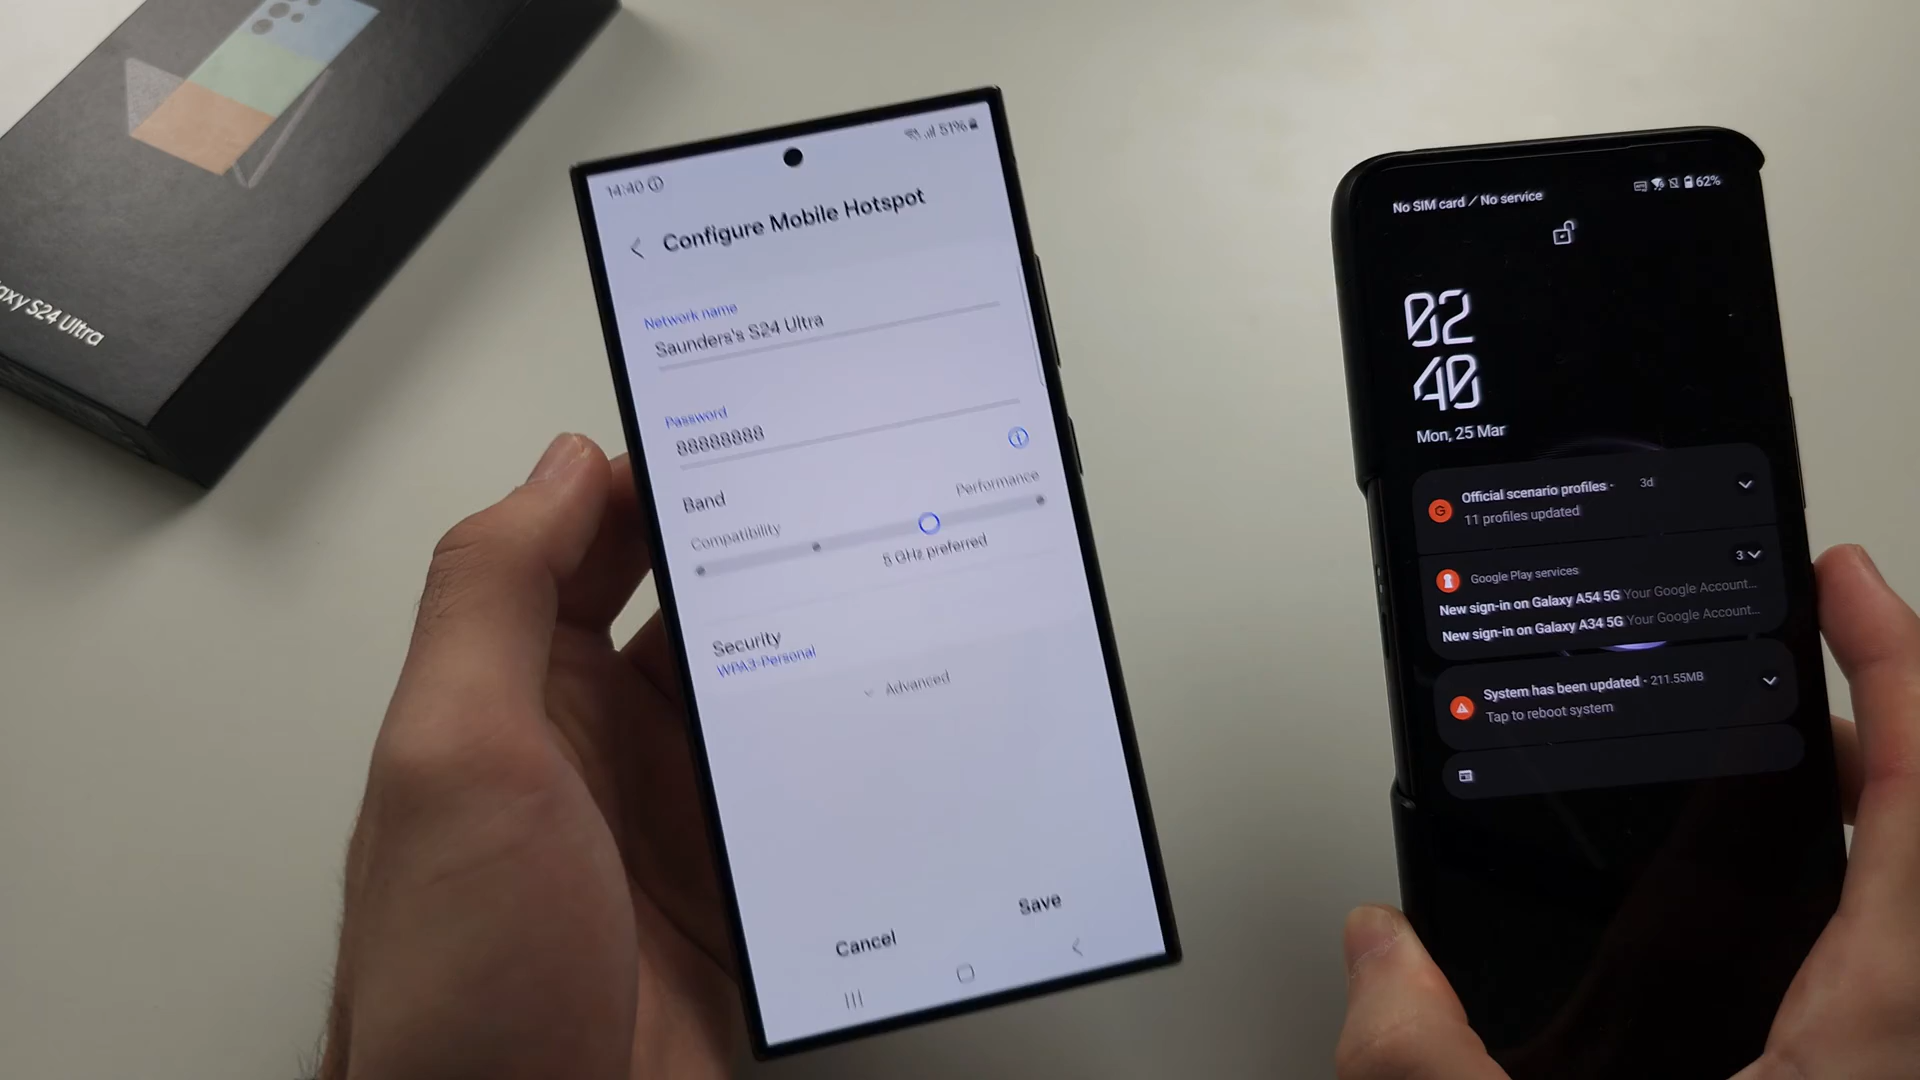 axy S24 Ultra
14:40
51%
Configure Mobile Hotspot
Network name
Saunders's S24 Ultra
Password
88888888
Band
Performance
Compatibility
5 GHz preferred
Security
WPA3-Personal
Advanced
Cancel
Save
No SIM card / No service
62%
02
40
Mon, 25 Mar
Official scenario profiles · 3d
11 profiles updated
Google Play services
3
New sign-in on Galaxy A54 5G Your Google Account...
New sign-in on Galaxy A34 5G Your Google Account...
System has been updated · 211.55MB
Tap to reboot system